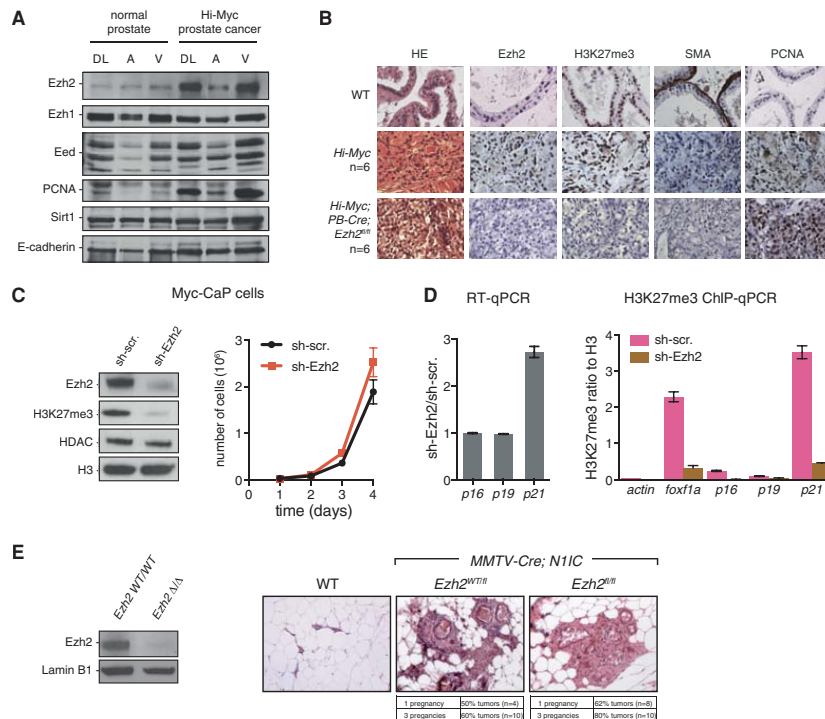 A
normal prostate
Hi-Myc prostate cancer
DL A V DL A V
Ezh2
Ezh1
Eed
PCNA
Sirt1
E-cadherin
B
HE Ezh2 H3K27me3 SMA PCNA
WT
Hi-Myc
n=6
Hi-Myc;
PB-Cre;
Ezh2fl/fl
n=6
C
Myc-CaP cells
sh-scr. sh-Ezh2
Ezh2
H3K27me3
HDAC
H3
number of cells (10⁶)
3
2
1
0
0 1 2 3 4
time (days)
sh-scr.
sh-Ezh2
D
RT-qPCR
sh-Ezh2/sh-scr.
3
2
1
0
p16 p19 p21
H3K27me3 ChIP-qPCR
H3K27me3 ratio to H3
4
3
2
1
0
sh-scr.
sh-Ezh2
actin foxf1a p16 p19 p21
E
Ezh2 WT/WT Ezh2 Δ/Δ
Ezh2
Lamin B1
MMTV-Cre; N1IC
WT Ezh2WT/fl Ezh2fl/fl
1 pregnancy 50% tumors (n=4)
3 pregancies 60% tumors (n=10)
1 pregnancy 62% tumors (n=8)
3 pregancies 80% tumors (n=10)